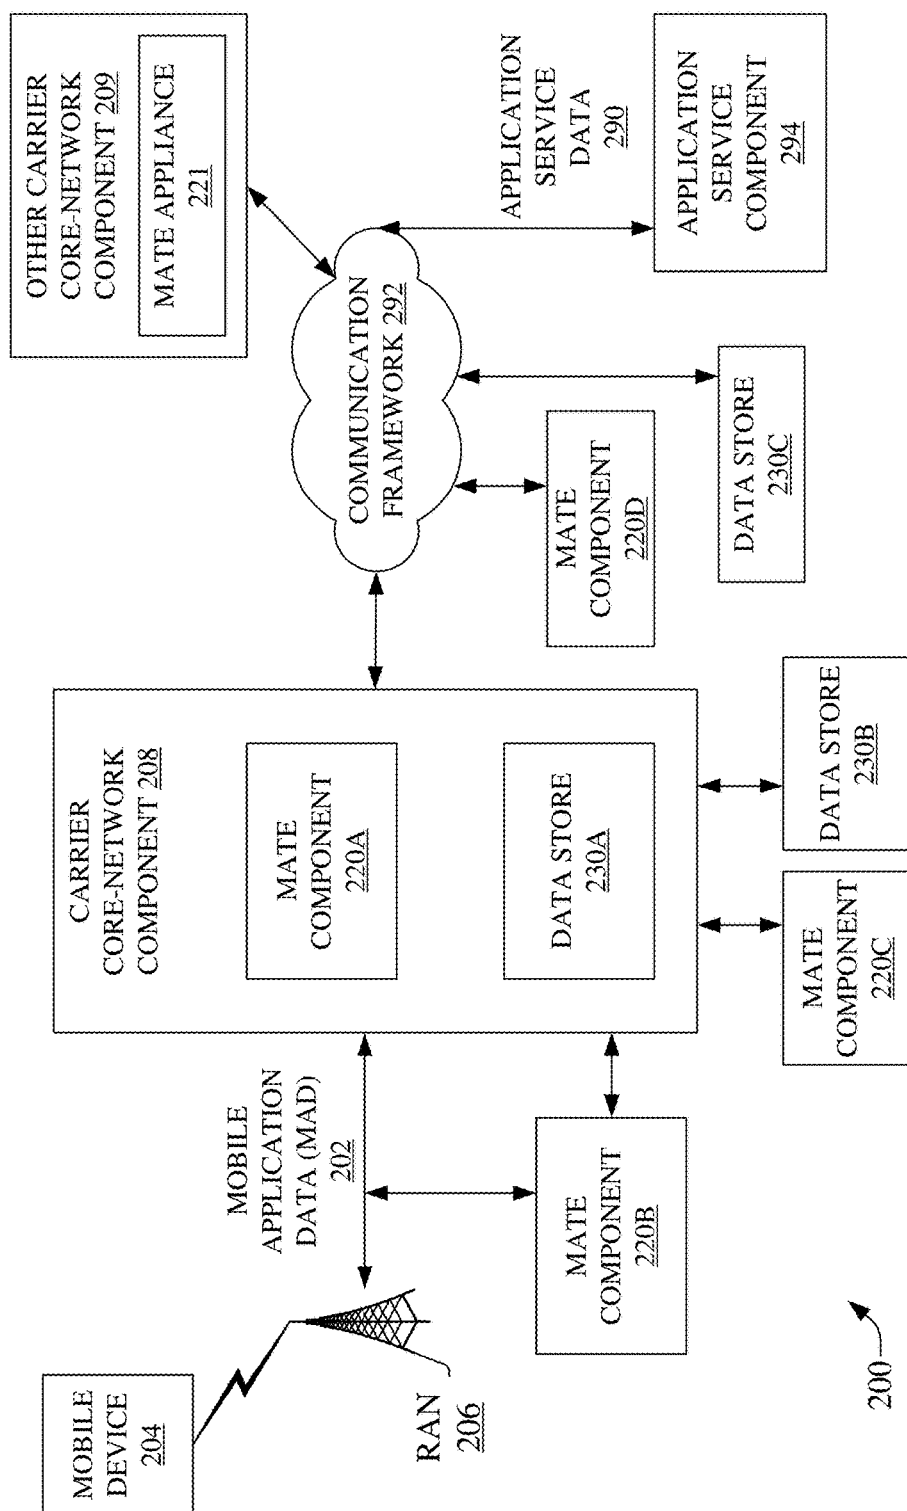 MOBILE
DEVICE
204
RAN
206
MOBILE
APPLICATION
DATA (MAD)
202
MATE
COMPONENT
220B
CARRIER
CORE-NETWORK
COMPONENT 208
MATE
COMPONENT
220A
DATA STORE
230A
MATE
COMPONENT
220C
DATA STORE
230B
COMMUNICATION
FRAMEWORK 292
MATE
COMPONENT
220D
DATA STORE
230C
OTHER CARRIER
CORE-NETWORK
COMPONENT 209
MATE APPLIANCE
221
APPLICATION
SERVICE
DATA
290
APPLICATION
SERVICE
COMPONENT
294
200